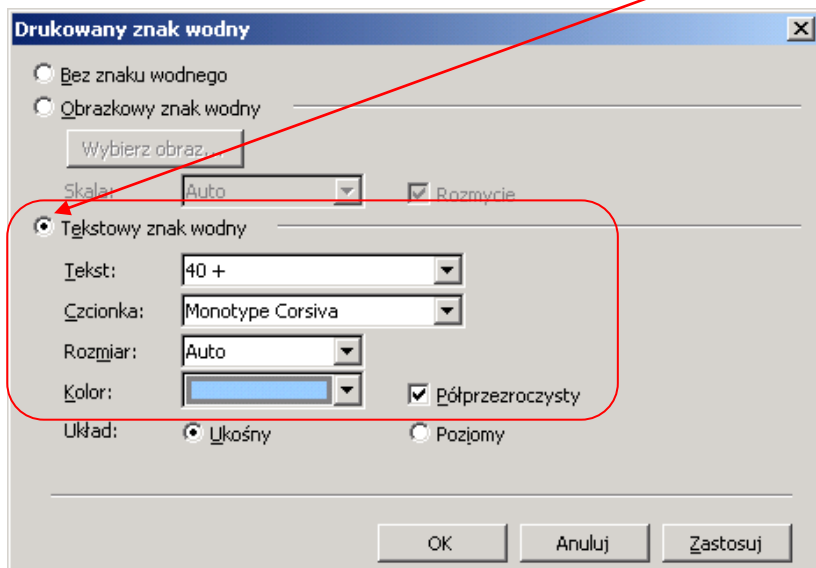 Drukowany znak wodny
Bez znaku wodnego
Obrazkowy znak wodny
Wybierz obraz...
Skala: Auto Rozmycie
Tekstowy znak wodny
Tekst: 40 +
Czcionka: Monotype Corsiva
Rozmiar: Auto
Kolor: Półprzezroczysty
Układ: Ukośny Poziomy
OK Anuluj Zastosuj